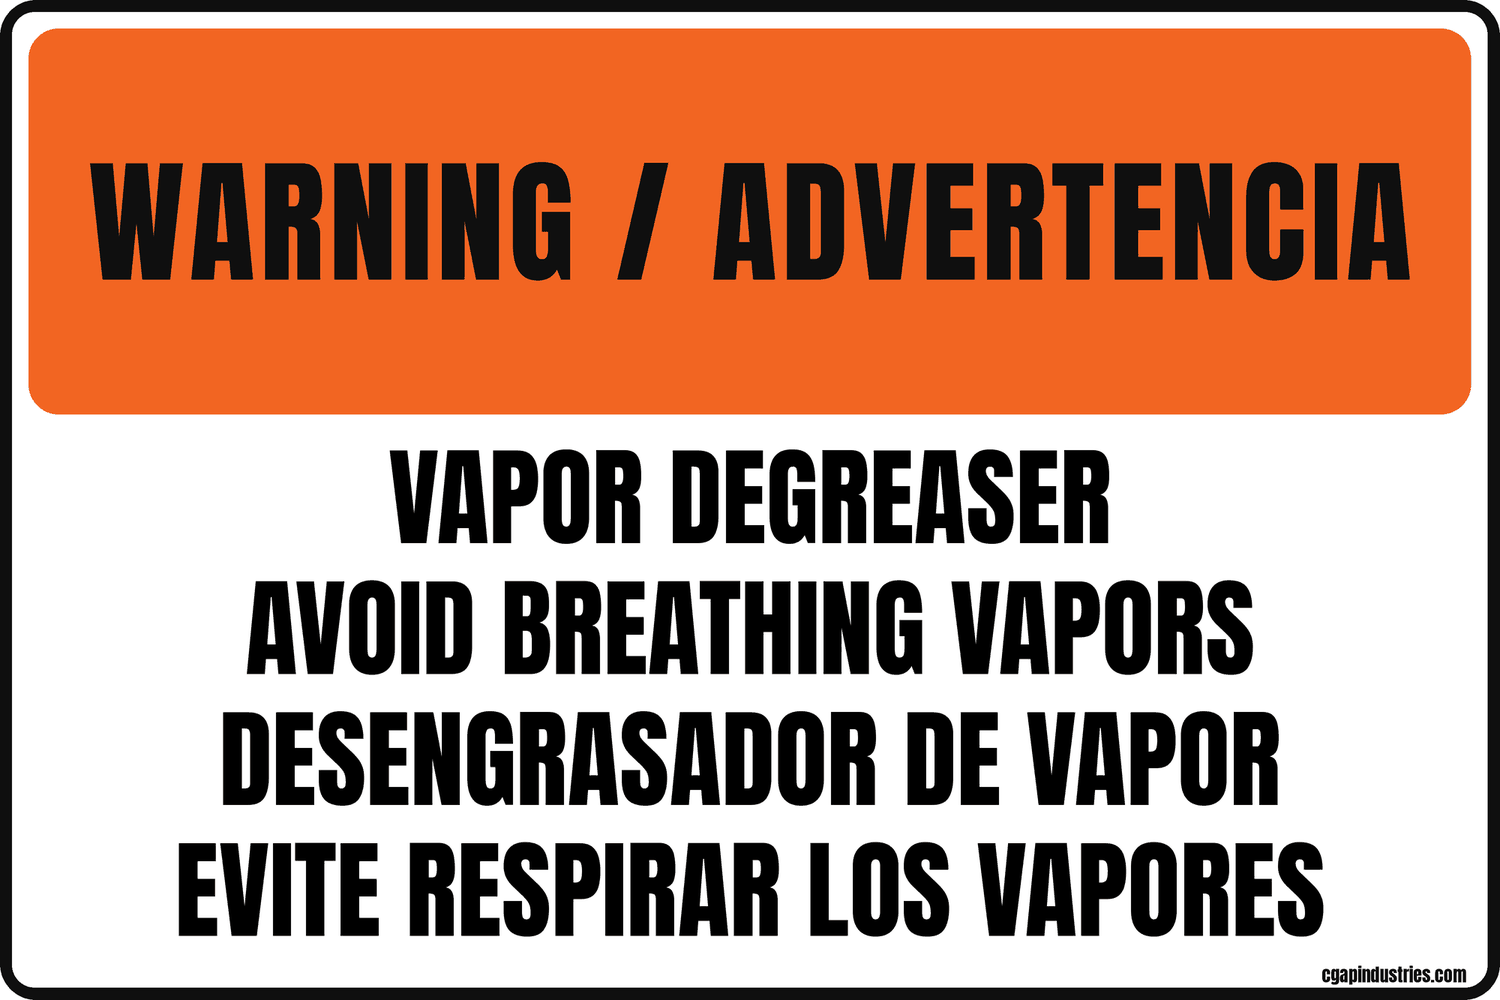 WARNING / ADVERTENCIA
VAPOR DEGREASER
AVOID BREATHING VAPORS
DESENGRASADOR DE VAPOR
EVITE RESPIRAR LOS VAPORES
cgapindustries.com